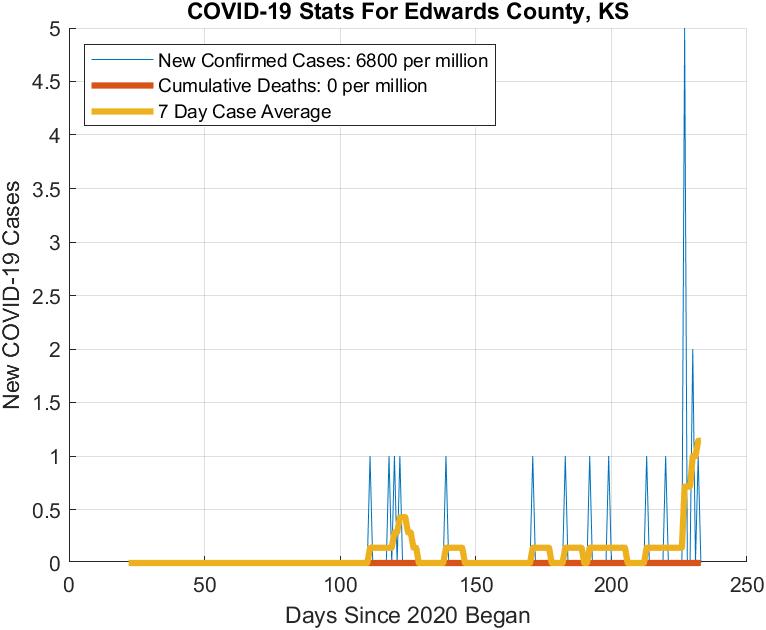 COVID-19 Stats For Edwards County, KS
New Confirmed Cases: 6800 per million
Cumulative Deaths: 0 per million
7 Day Case Average
New COVID-19 Cases
5
4.5
4
3.5
3
2.5
2
1.5
1
0.5
0
0 50 100 150 200 250
Days Since 2020 Began